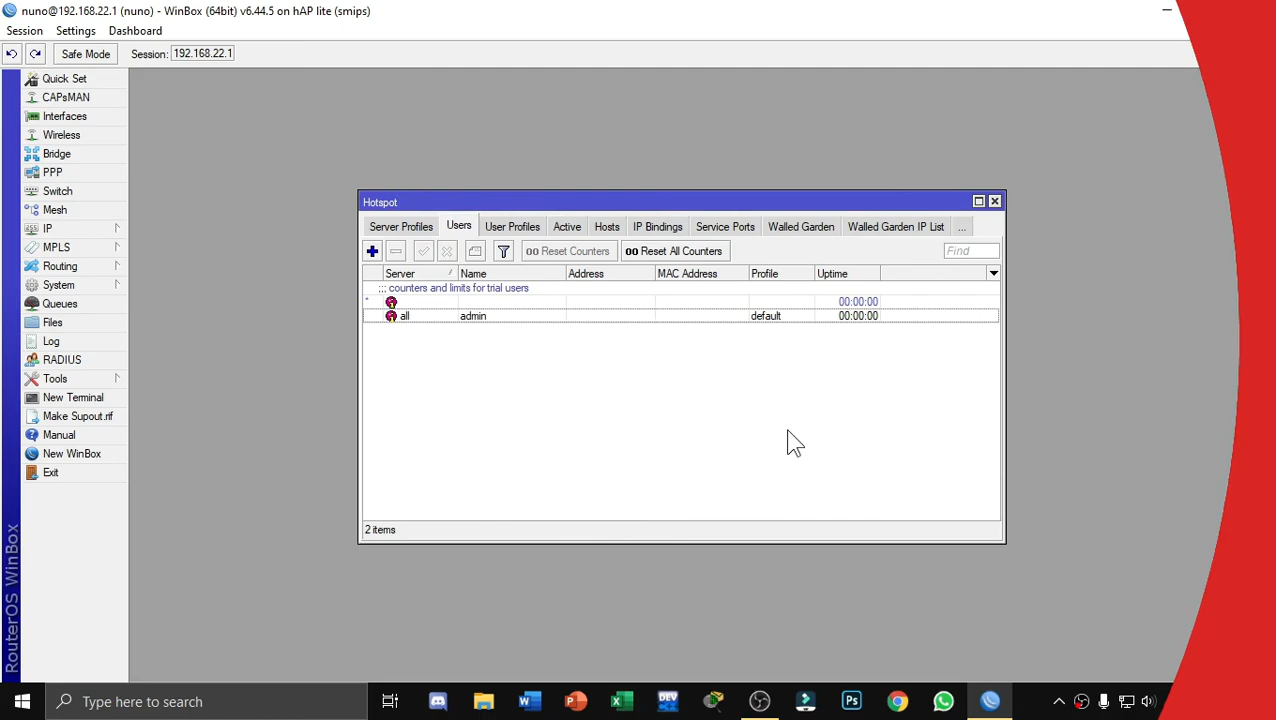 nuno@192.168.22.1 (nuno) - WinBox (64bit) v6.44.5 on hAP lite (smips)
Session Settings Dashboard
Safe Mode Session: 192.168.22.1
Quick Set
CAPsMAN
Interfaces
Wireless
Bridge
PPP
Switch
Mesh
IP
MPLS
Routing
System
Queues
Files
Log
RADIUS
Tools
New Terminal
Make Supout.rif
Manual
New WinBox
Exit
RouterOS WinBox
Hotspot
Server Profiles Users User Profiles Active Hosts IP Bindings Service Ports Walled Garden Walled Garden IP List ...
00 Reset Counters 00 Reset All Counters Find
Server Name Address MAC Address Profile Uptime
;;; counters and limits for trial users
* 00:00:00
all admin default 00:00:00
2 items
Type here to search